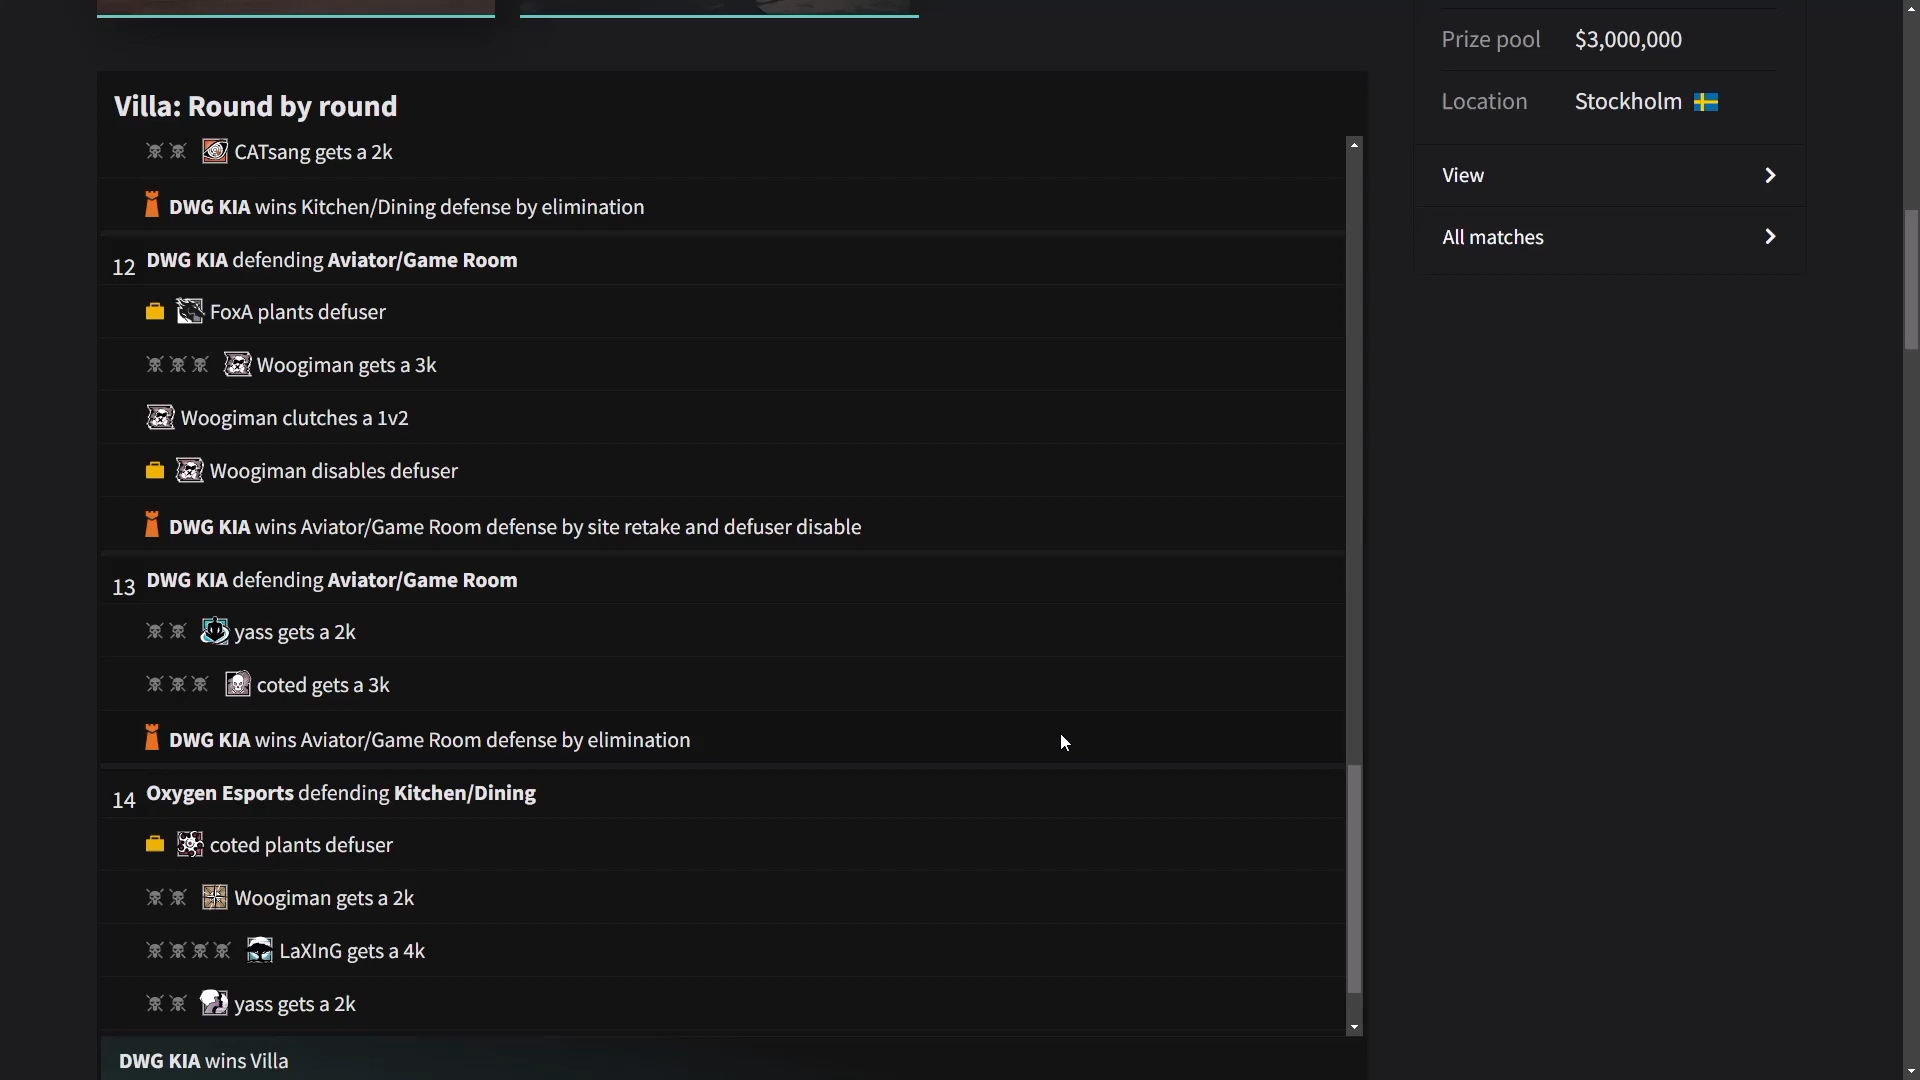 Prize pool $3,000,000
Location Stockholm
View
All matches
Villa: Round by round
CATsang gets a 2k
DWG KIA wins Kitchen/Dining defense by elimination
12 DWG KIA defending Aviator/Game Room
FoxA plants defuser
Woogiman gets a 3k
Woogiman clutches a 1v2
Woogiman disables defuser
DWG KIA wins Aviator/Game Room defense by site retake and defuser disable
13 DWG KIA defending Aviator/Game Room
yass gets a 2k
coted gets a 3k
DWG KIA wins Aviator/Game Room defense by elimination
14 Oxygen Esports defending Kitchen/Dining
coted plants defuser
Woogiman gets a 2k
LaXInG gets a 4k
yass gets a 2k
DWG KIA wins Villa